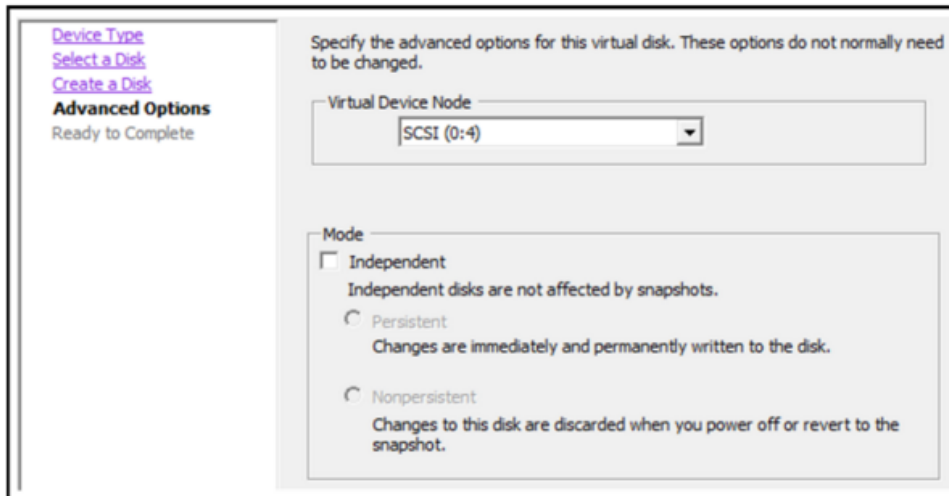 Device Type
Select a Disk
Create a Disk
Advanced Options
Ready to Complete
Specify the advanced options for this virtual disk. These options do not normally need
to be changed.
Virtual Device Node
SCSI (0:4)
Mode
Independent
Independent disks are not affected by snapshots.
Persistent
Changes are immediately and permanently written to the disk.
Nonpersistent
Changes to this disk are discarded when you power off or revert to the
snapshot.